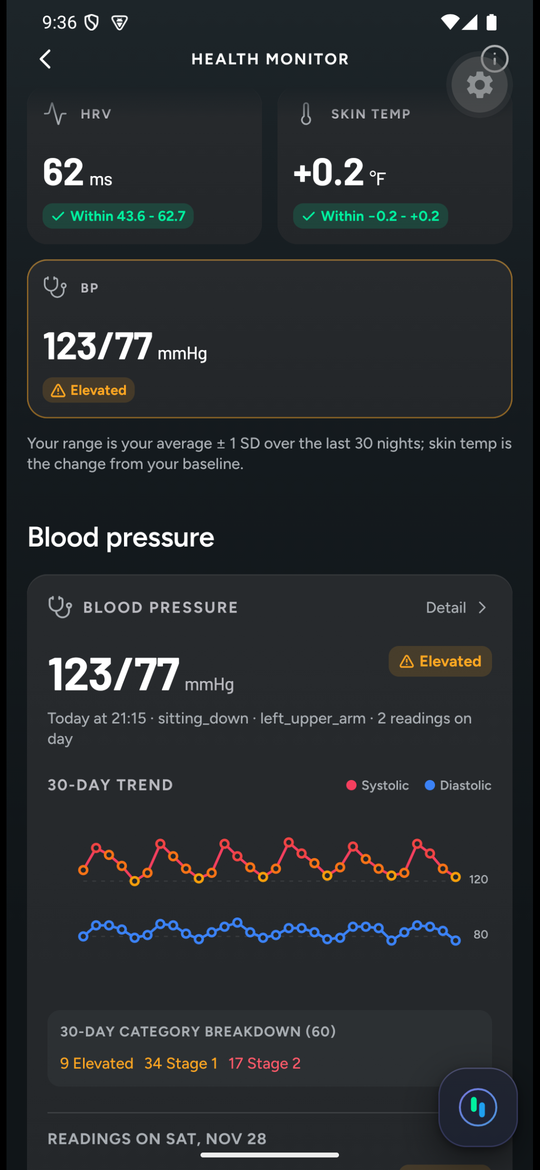 9:36
HEALTH MONITOR
HRV
SKIN TEMP
62 ms
+0.2 °F
Within 43.6 - 62.7
Within −0.2 - +0.2
BP
123/77 mmHg
Elevated
Your range is your average ± 1 SD over the last 30 nights; skin temp is
the change from your baseline.
Blood pressure
BLOOD PRESSURE
Detail
123/77 mmHg
Elevated
Today at 21:15 · sitting_down · left_upper_arm · 2 readings on
day
30-DAY TREND
Systolic
Diastolic
120
80
30-DAY CATEGORY BREAKDOWN (60)
9 Elevated 34 Stage 1 17 Stage 2
READINGS ON SAT, NOV 28